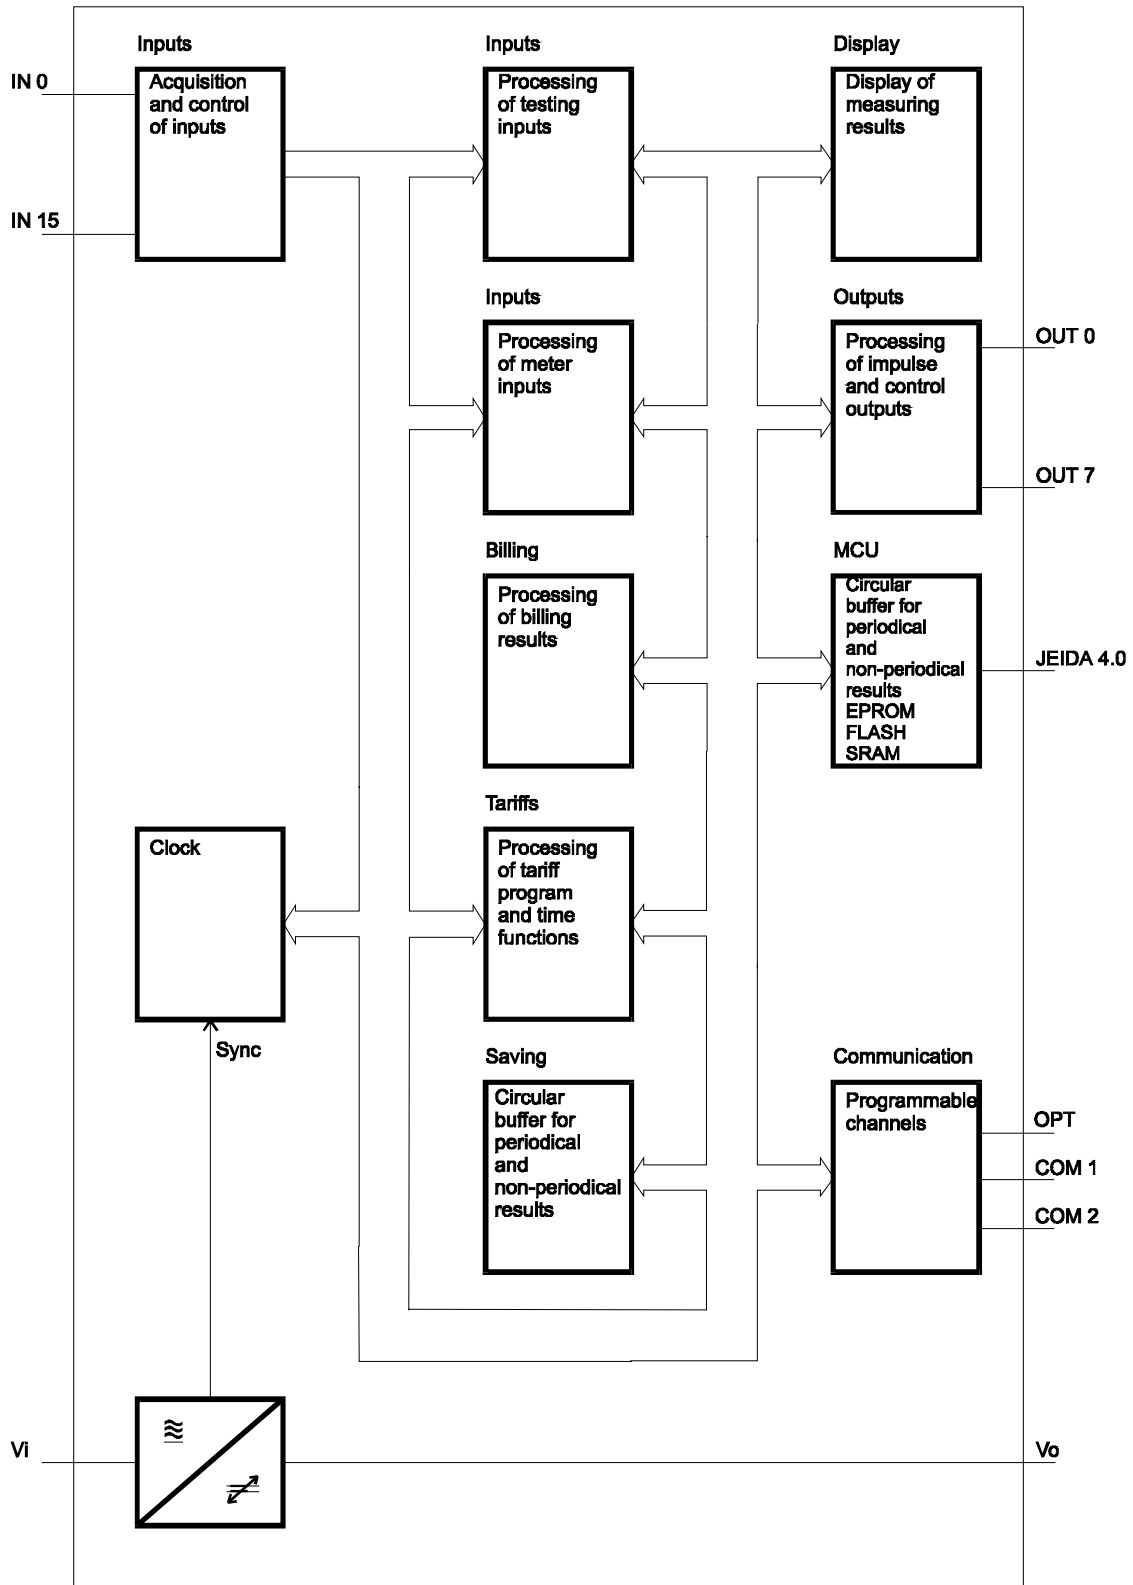 Inputs
Inputs
Display
IN 0
Acquisition
and control
of inputs
Processing
of testing
inputs
Display of
measuring
results
IN 15
Inputs
Outputs
Processing
of meter
inputs
Processing
of impulse
and control
outputs
OUT 0
OUT 7
Billing
MCU
Processing
of billing
results
Circular
buffer for
periodical
and
non-periodical
results
EPROM
FLASH
SRAM
JEIDA 4.0
Tariffs
Clock
Processing
of tariff
program
and time
functions
Sync
Saving
Communication
Circular
buffer for
periodical
and
non-periodical
results
Programmable
channels
OPT
COM 1
COM 2
Vi
Vo